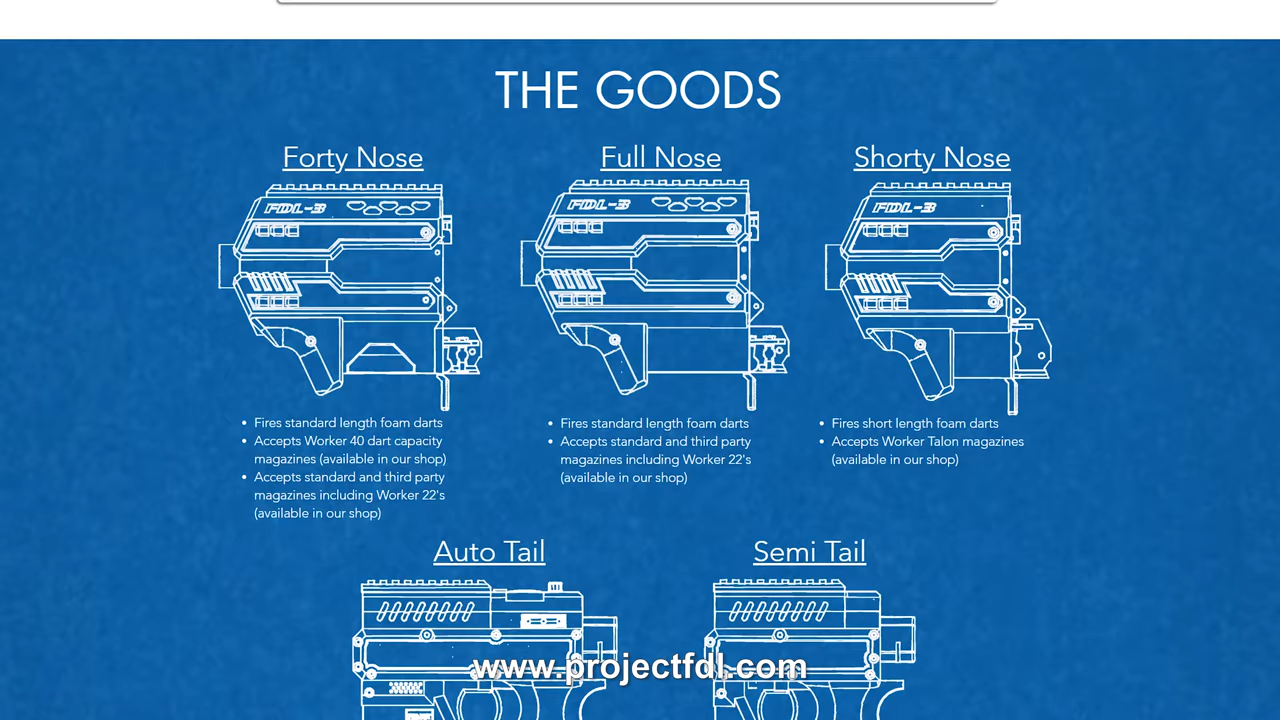 THE GOODS
Forty Nose
Full Nose
Shorty Nose
FDL-3
FDL-3
FDL-3
• Fires standard length foam darts
• Accepts Worker 40 dart capacity
magazines (available in our shop)
• Accepts standard and third party
magazines including Worker 22's
(available in our shop)
• Fires standard length foam darts
• Accepts standard and third party
magazines including Worker 22's
(available in our shop)
• Fires short length foam darts
• Accepts Worker Talon magazines
(available in our shop)
Auto Tail
Semi Tail
www.projectfdl.com